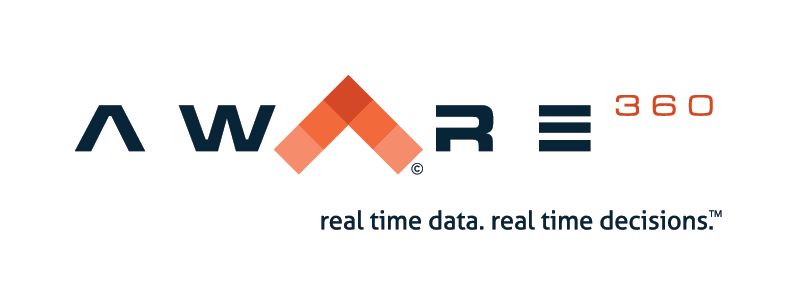 AWARE 360
©
real time data. real time decisions.™